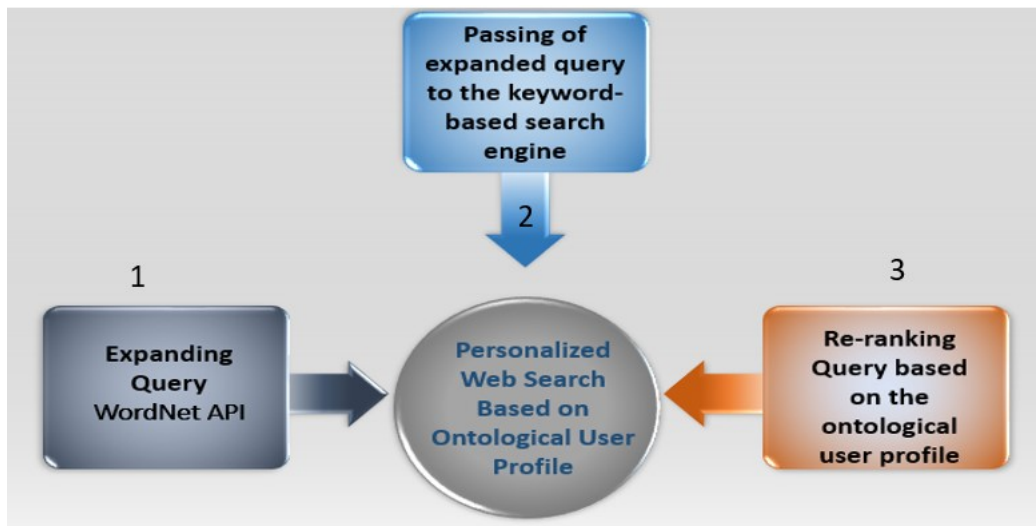 Passing of
expanded query
to the keyword-
based search
engine
2
1
Expanding
Query
WordNet API
Personalized
Web Search
Based on
Ontological User
Profile
3
Re-ranking
Query based
on the
ontological
user profile